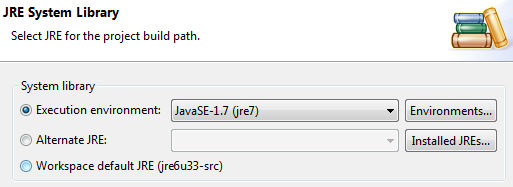 JRE System Library
Select JRE for the project build path.
System library
Execution environment: JavaSE-1.7 (jre7) Environments...
Alternate JRE: Installed JREs...
Workspace default JRE (jre6u33-src)